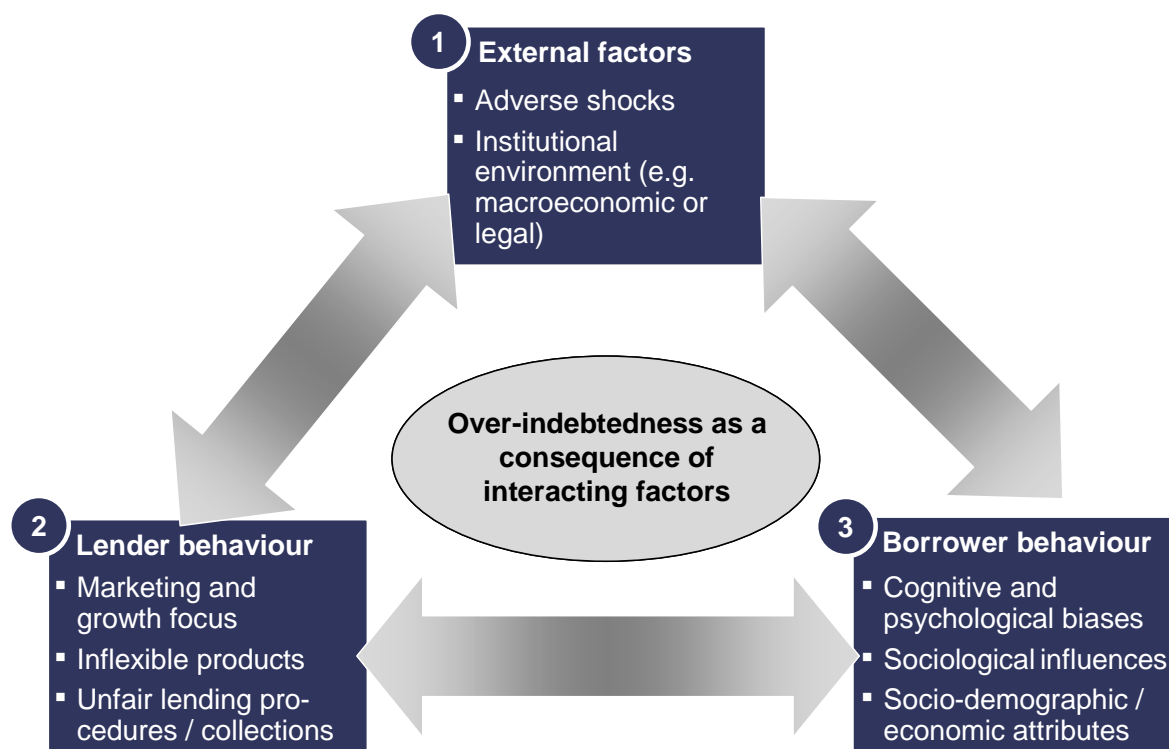 1
External factors
▪ Adverse shocks
▪ Institutional
environment (e.g.
macroeconomic or
legal)
Over-indebtedness as a
consequence of
interacting factors
2
Lender behaviour
▪ Marketing and
growth focus
▪ Inflexible products
▪ Unfair lending pro-
cedures / collections
3
Borrower behaviour
▪ Cognitive and
psychological biases
▪ Sociological influences
▪ Socio-demographic /
economic attributes